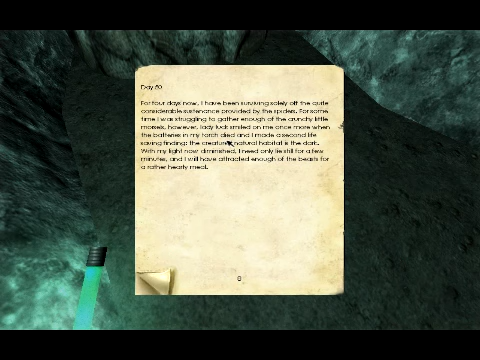 Day 50
For four days now, I have been surviving solely off the quite
considerable sustenance provided by the spiders. For some
time I was struggling to gather enough of the crunchy little
morsels, however, lady luck smiled on me once more when
the batteries in my torch died and I made a second life
saving finding: the creature natural habitat is the dark.
With my light now diminished, I need only lie still for a few
minutes, and I will have attracted enough of the beasts for
a rather hearty meal.